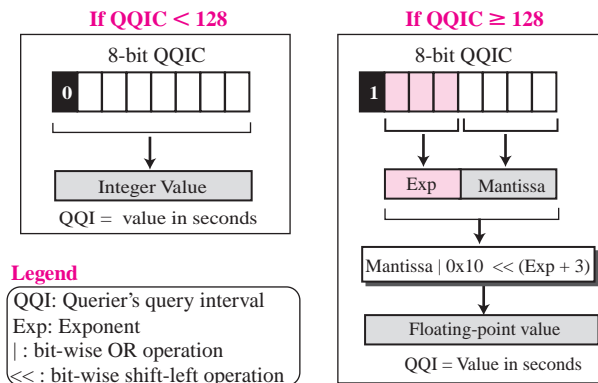 If QQIC < 128
8-bit QQIC
0
Integer Value
QQI = value in seconds
Legend
QQI: Querier's query interval
Exp: Exponent
| : bit-wise OR operation
<< : bit-wise shift-left operation
If QQIC ≥ 128
8-bit QQIC
1
Exp
Mantissa
Mantissa | 0x10 << (Exp + 3)
Floating-point value
QQI = Value in seconds